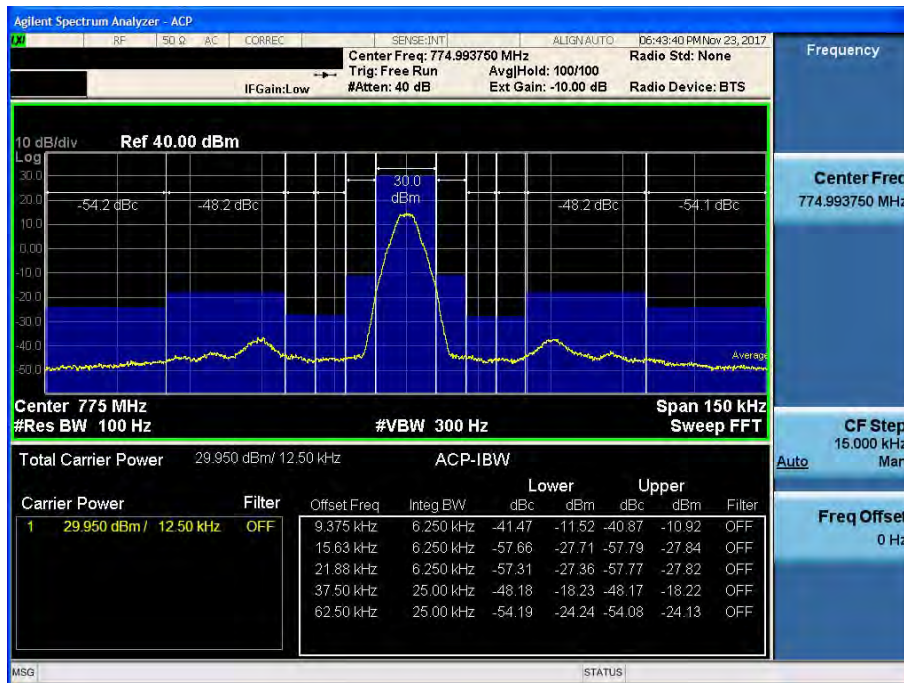 Agilent Spectrum Analyzer - ACP
LXI RF 50 Ω AC CORREC SENSE:INT ALIGN AUTO 06:43:40 PM Nov 23, 2017
Center Freq: 774.993750 MHz Radio Std: None
Trig: Free Run Avg|Hold: 100/100
IFGain:Low #Atten: 40 dB Ext Gain: -10.00 dB Radio Device: BTS
10 dB/div Ref 40.00 dBm
Log
30.0
20.0
10.0
0.00
-10.0
-20.0
-30.0
-40.0
-50.0
30.0
dBm
-54.2 dBc -48.2 dBc -48.2 dBc -54.1 dBc
Average
Center 775 MHz Span 150 kHz
#Res BW 100 Hz #VBW 300 Hz Sweep FFT
Total Carrier Power 29.950 dBm/ 12.50 kHz ACP-IBW
Lower Upper
Carrier Power Filter Offset Freq Integ BW dBc dBm dBc dBm Filter
1 29.950 dBm / 12.50 kHz OFF 9.375 kHz 6.250 kHz -41.47 -11.52 -40.87 -10.92 OFF
15.63 kHz 6.250 kHz -57.66 -27.71 -57.79 -27.84 OFF
21.88 kHz 6.250 kHz -57.31 -27.36 -57.77 -27.82 OFF
37.50 kHz 25.00 kHz -48.18 -18.23 -48.17 -18.22 OFF
62.50 kHz 25.00 kHz -54.19 -24.24 -54.08 -24.13 OFF
MSG STATUS
Frequency
Center Freq
774.993750 MHz
CF Step
15.000 kHz
Auto Man
Freq Offset
0 Hz